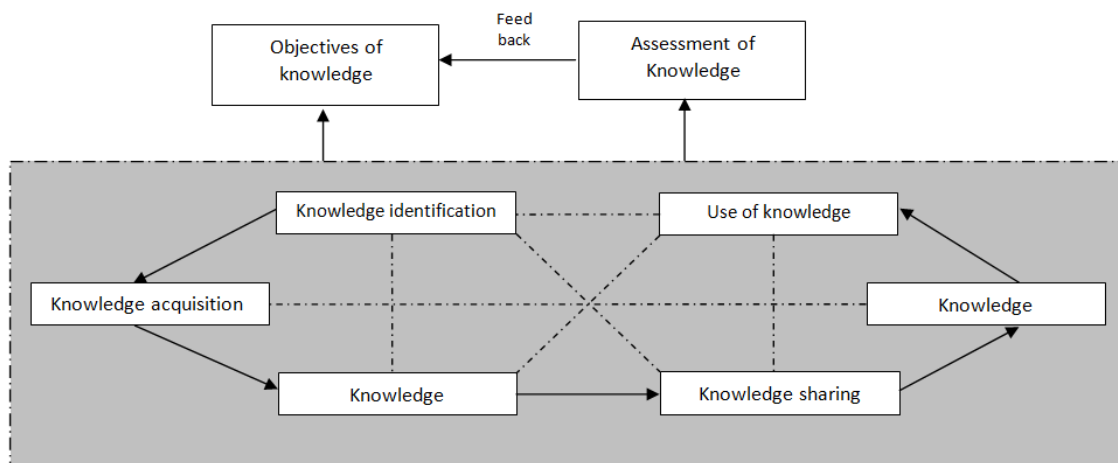 Feed
back
Objectives of
knowledge
Assessment of
Knowledge
Knowledge identification
Use of knowledge
Knowledge acquisition
Knowledge
Knowledge
Knowledge sharing